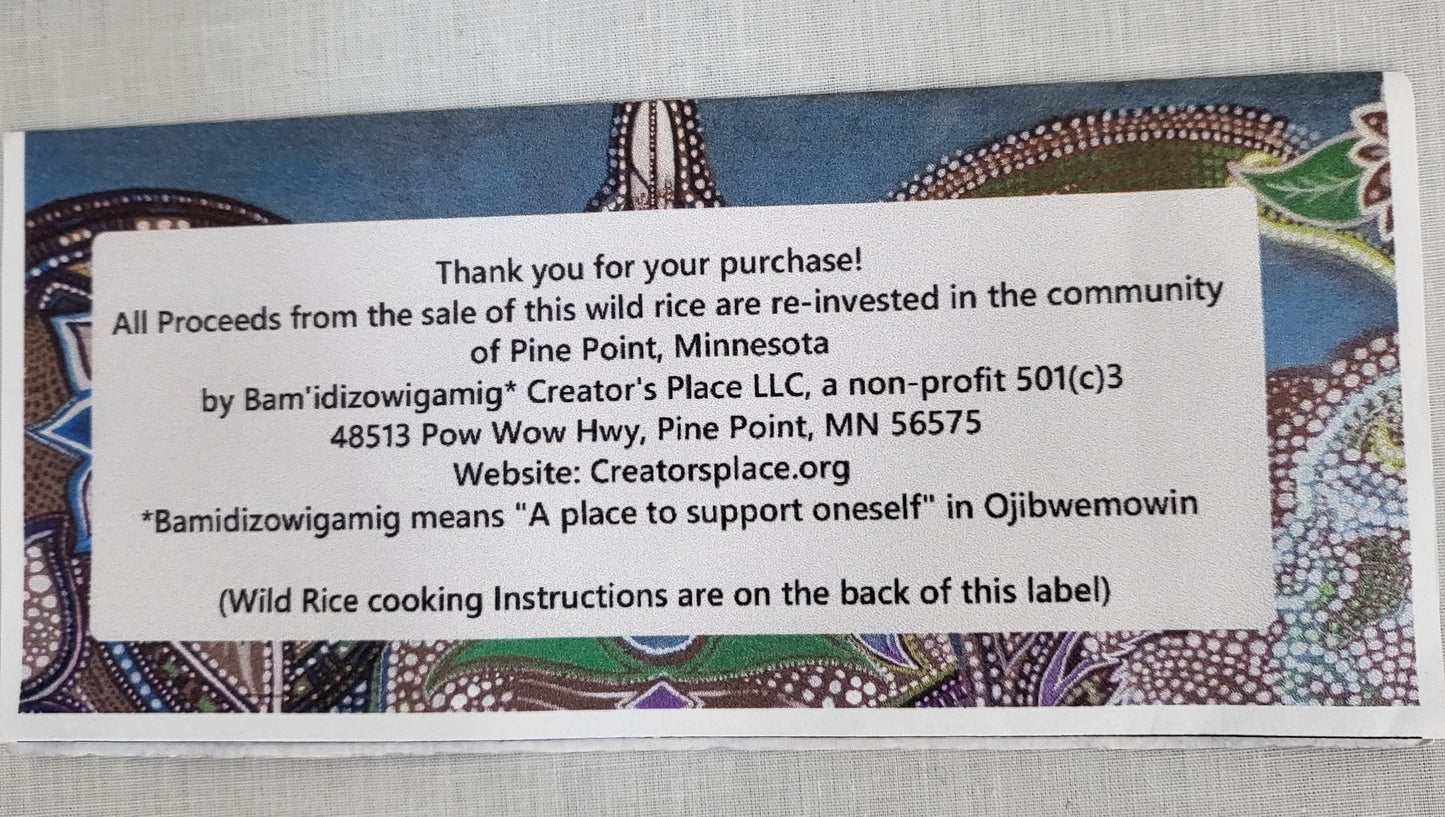 Thank you for your purchase!
All Proceeds from the sale of this wild rice are re-invested in the community
of Pine Point, Minnesota
by Bam'idizowigamig* Creator's Place LLC, a non-profit 501(c)3
48513 Pow Wow Hwy, Pine Point, MN 56575
Website: Creatorsplace.org
*Bamidizowigamig means "A place to support oneself" in Ojibwemowin
(Wild Rice cooking Instructions are on the back of this label)